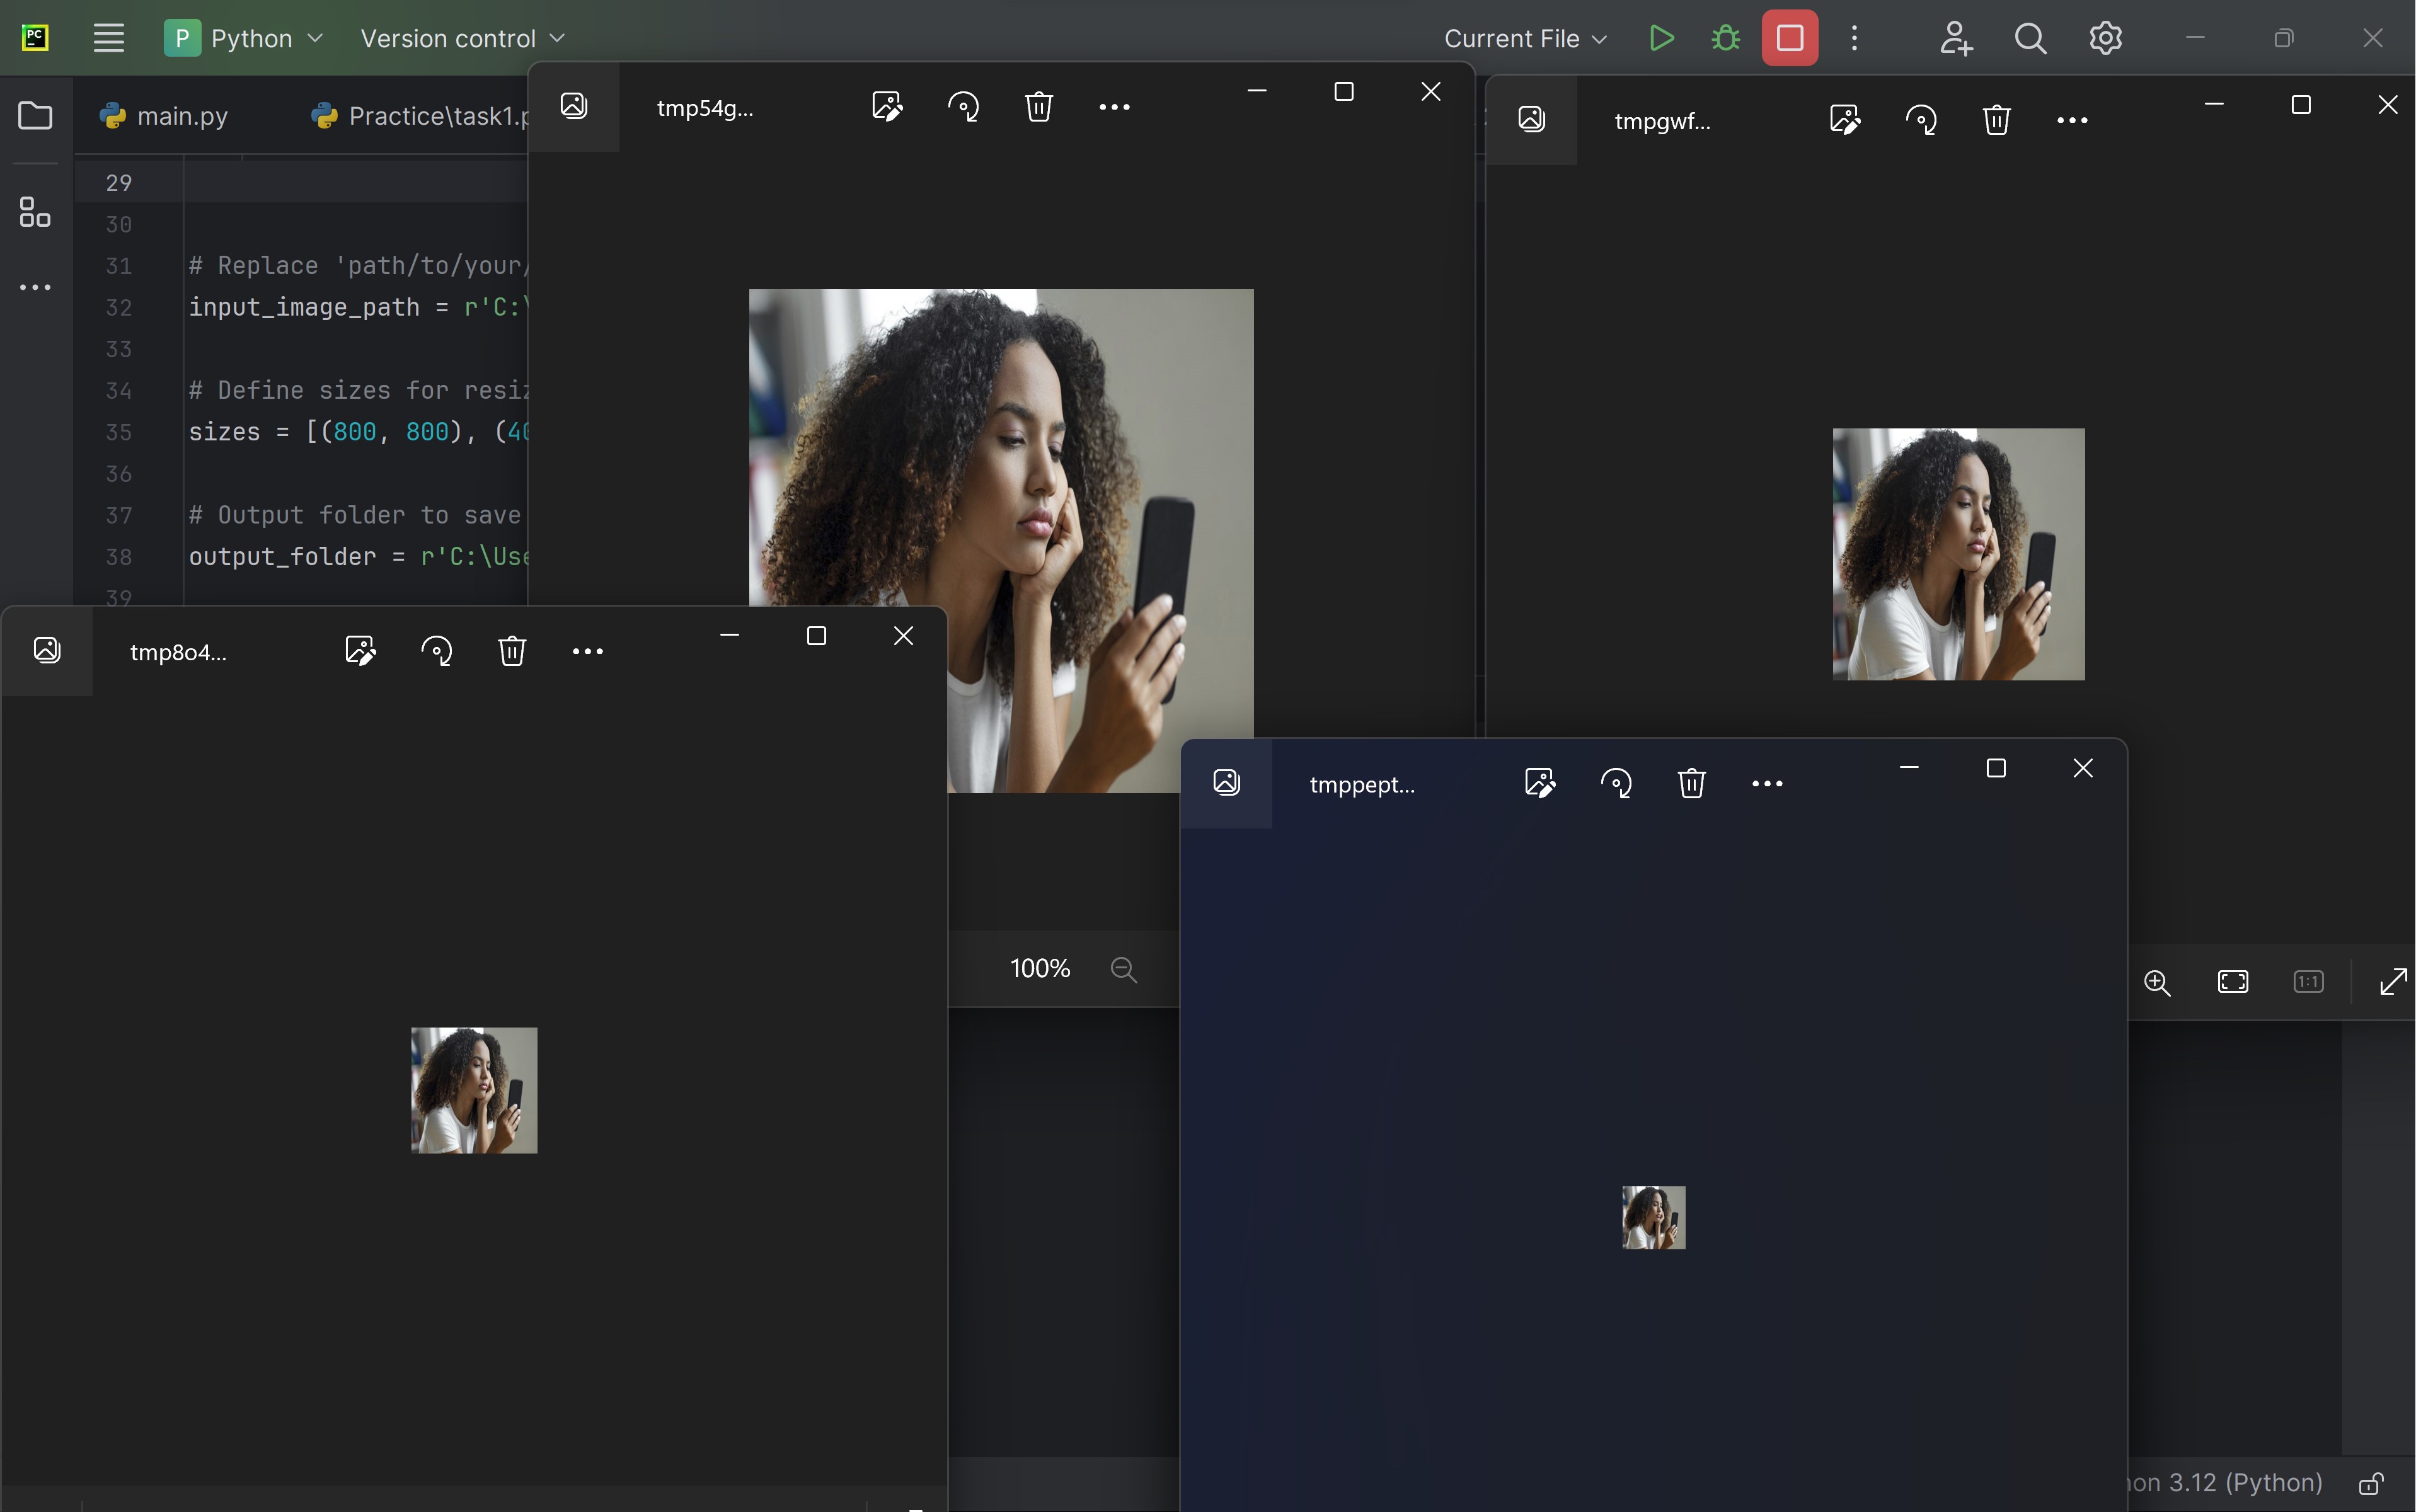 PC
P Python Version control Current File
main.py Practice\task1.p
tmp54g...
tmpgwf...
29
30
31 # Replace 'path/to/your/
32 input_image_path = r'C:\
33
34 # Define sizes for resiz
35 sizes = [(800, 800), (40
36
37 # Output folder to save
38 output_folder = r'C:\Use
39
tmp8o4...
tmppept...
100%
1:1
on 3.12 (Python)